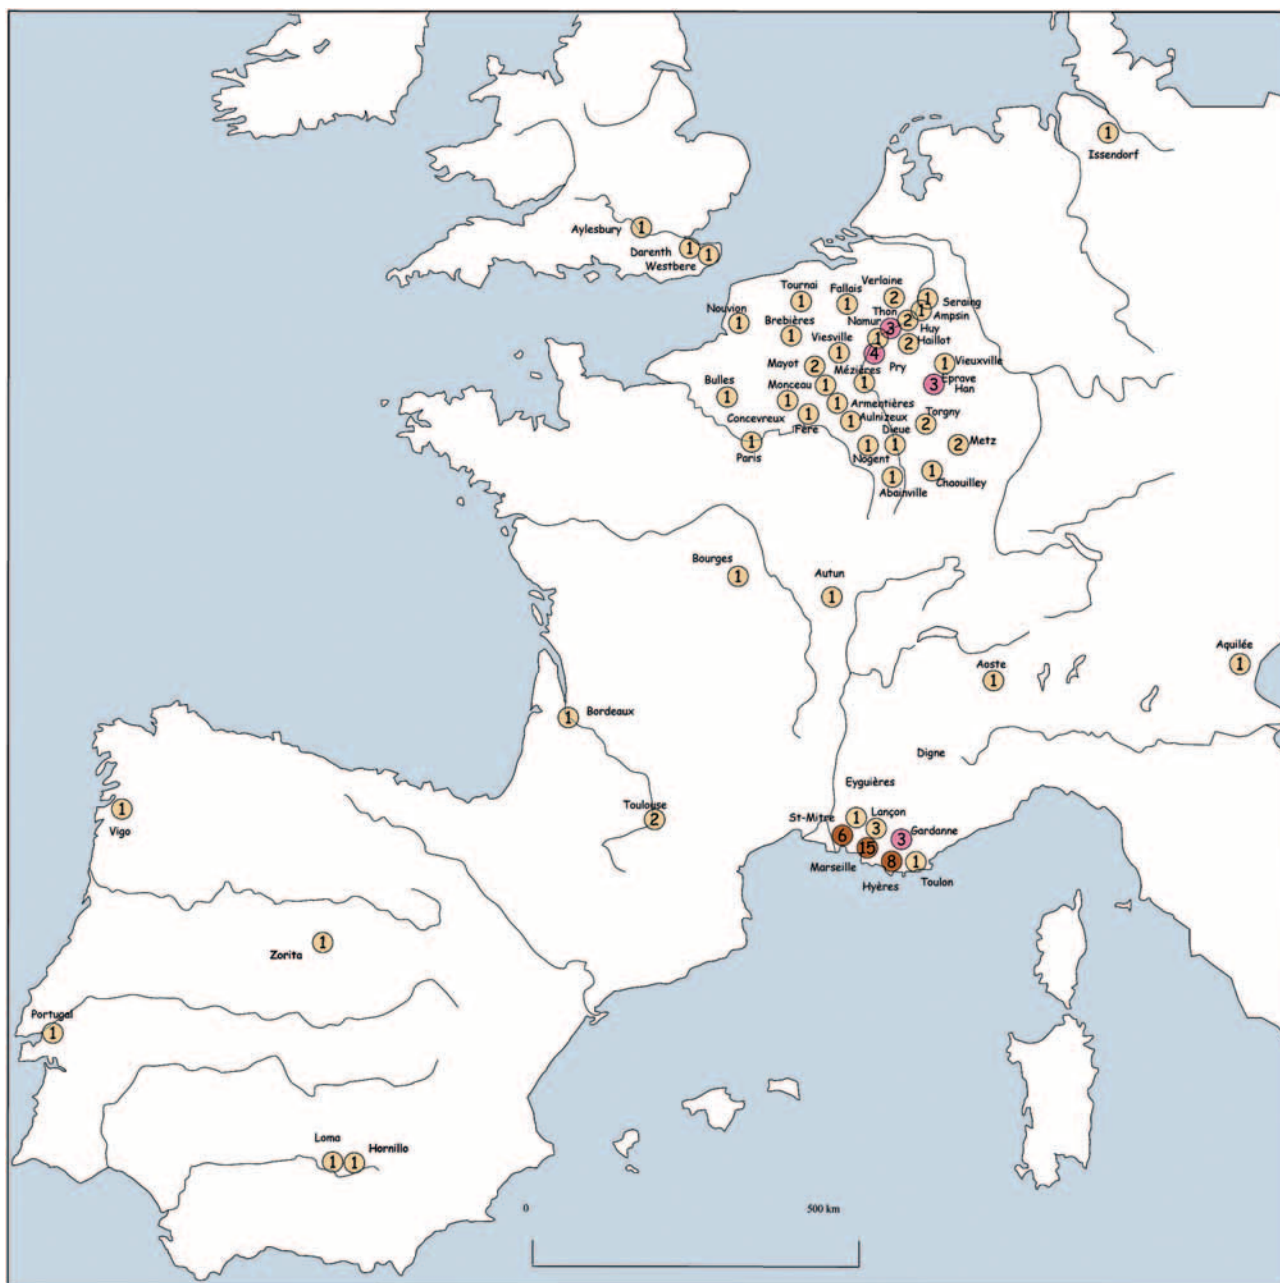 1
Issendorf
Aylesbury 1
Darenth 1
Westbere 1
Verlaine
Tournai Fallais 2 1 Seraing
1 1 Thon 1 Ampsin
Nouvion Namur 3 2 Huy
1 Brebières 1 2 Haillot
1 Viesville
1 4 Pry 1 Vieuxville
Mayot 2 Mézières 3 Eprave
Bulles Monceau 1 1 Han
1 1 1 Armentières
Concevreux 1 1 Aulnizeux Torgny
Fère Dieue 2
1 1 1 2 Metz
Paris Nogent
1 1 Chaouilley
Abainville
Bourges Autun
1 1
Aquilée
Aoste 1
1
1 Bordeaux
Digne
Eyguières
Toulouse
1 2 St-Mitre 1 Lançon
Vigo 6 3 Gardanne
15 3
Marseille 8 1 Toulon
Hyères
1
Zorita
Portugal
1
Loma Hornillo
1 1
0 500 km